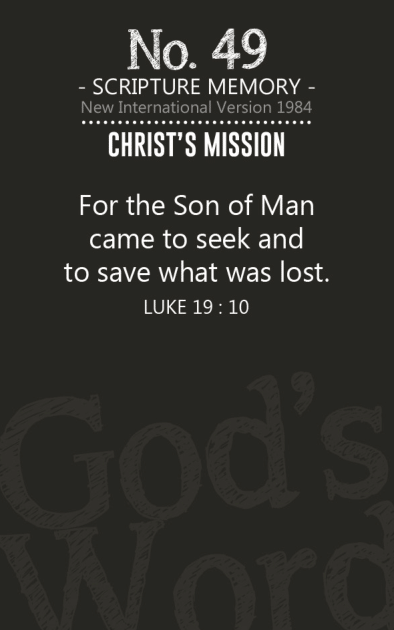 No. 49
- SCRIPTURE MEMORY -
New International Version 1984
CHRIST'S MISSION
For the Son of Man
came to seek and
to save what was lost.
LUKE 19 : 10
God's
Word